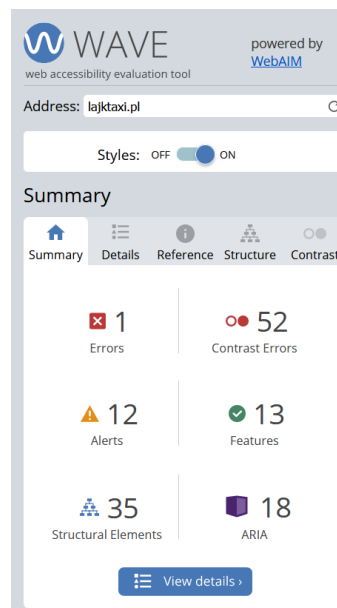 WAVE
powered by
WebAIM
web accessibility evaluation tool
Address: lajktaxi.pl
Styles: OFF ON
Summary
Summary Details Reference Structure Contrast
1 52
Errors Contrast Errors
12 13
Alerts Features
35 18
Structural Elements ARIA
View details ›